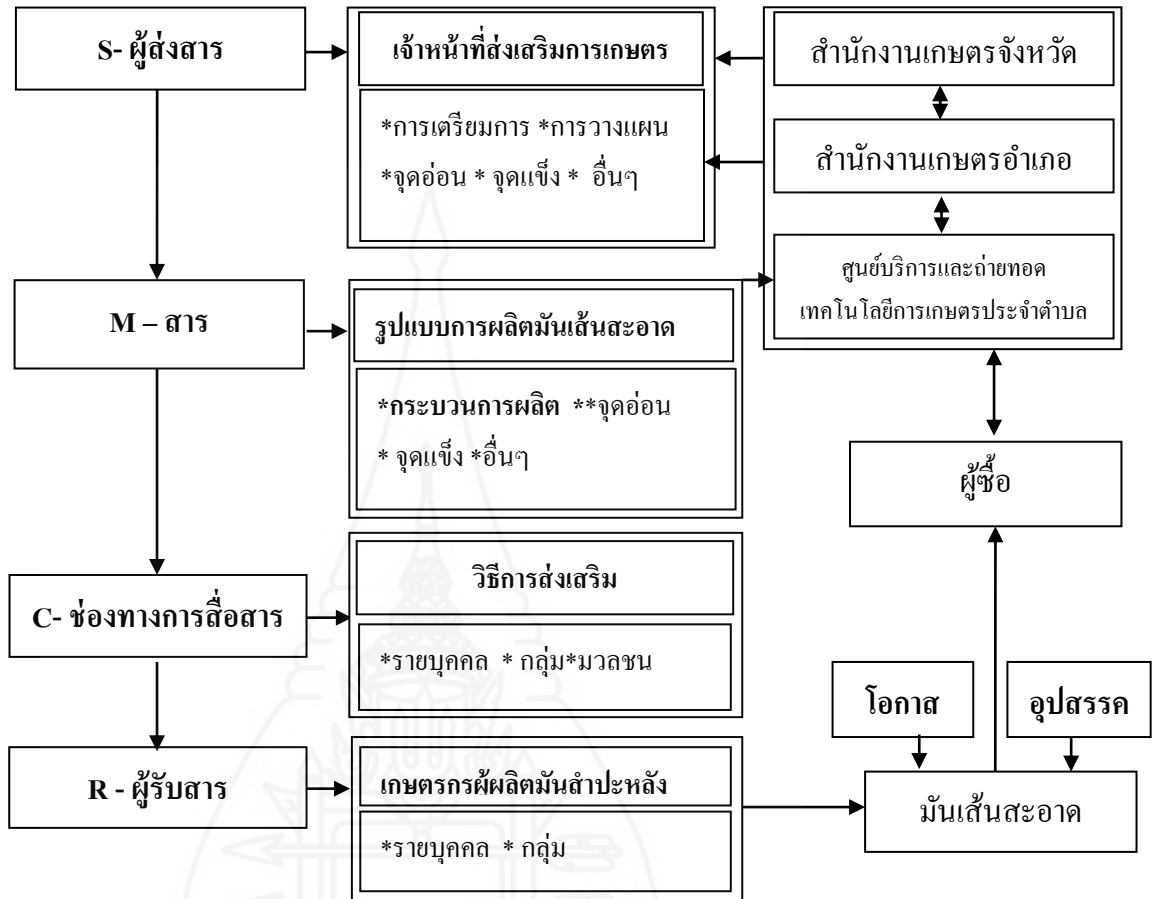 S- ผู้ส่งสาร
เจ้าหน้าที่ส่งเสริมการเกษตร
*การเตรียมการ *การวางแผน
*จุดอ่อน * จุดแข็ง * อื่นๆ
สำนักงานเกษตรจังหวัด
สำนักงานเกษตรอำเภอ
ศูนย์บริการและถ่ายทอด
เทคโนโลยีการเกษตรประจำตำบล
M – สาร
รูปแบบการผลิตมันเส้นสะอาด
*กระบวนการผลิต **จุดอ่อน
* จุดแข็ง *อื่นๆ
ผู้ซื้อ
C- ช่องทางการสื่อสาร
วิธีการส่งเสริม
*รายบุคคล * กลุ่ม*มวลชน
โอกาส
อุปสรรค
R - ผู้รับสาร
เกษตรกรผู้ผลิตมันสำปะหลัง
*รายบุคคล * กลุ่ม
มันเส้นสะอาด